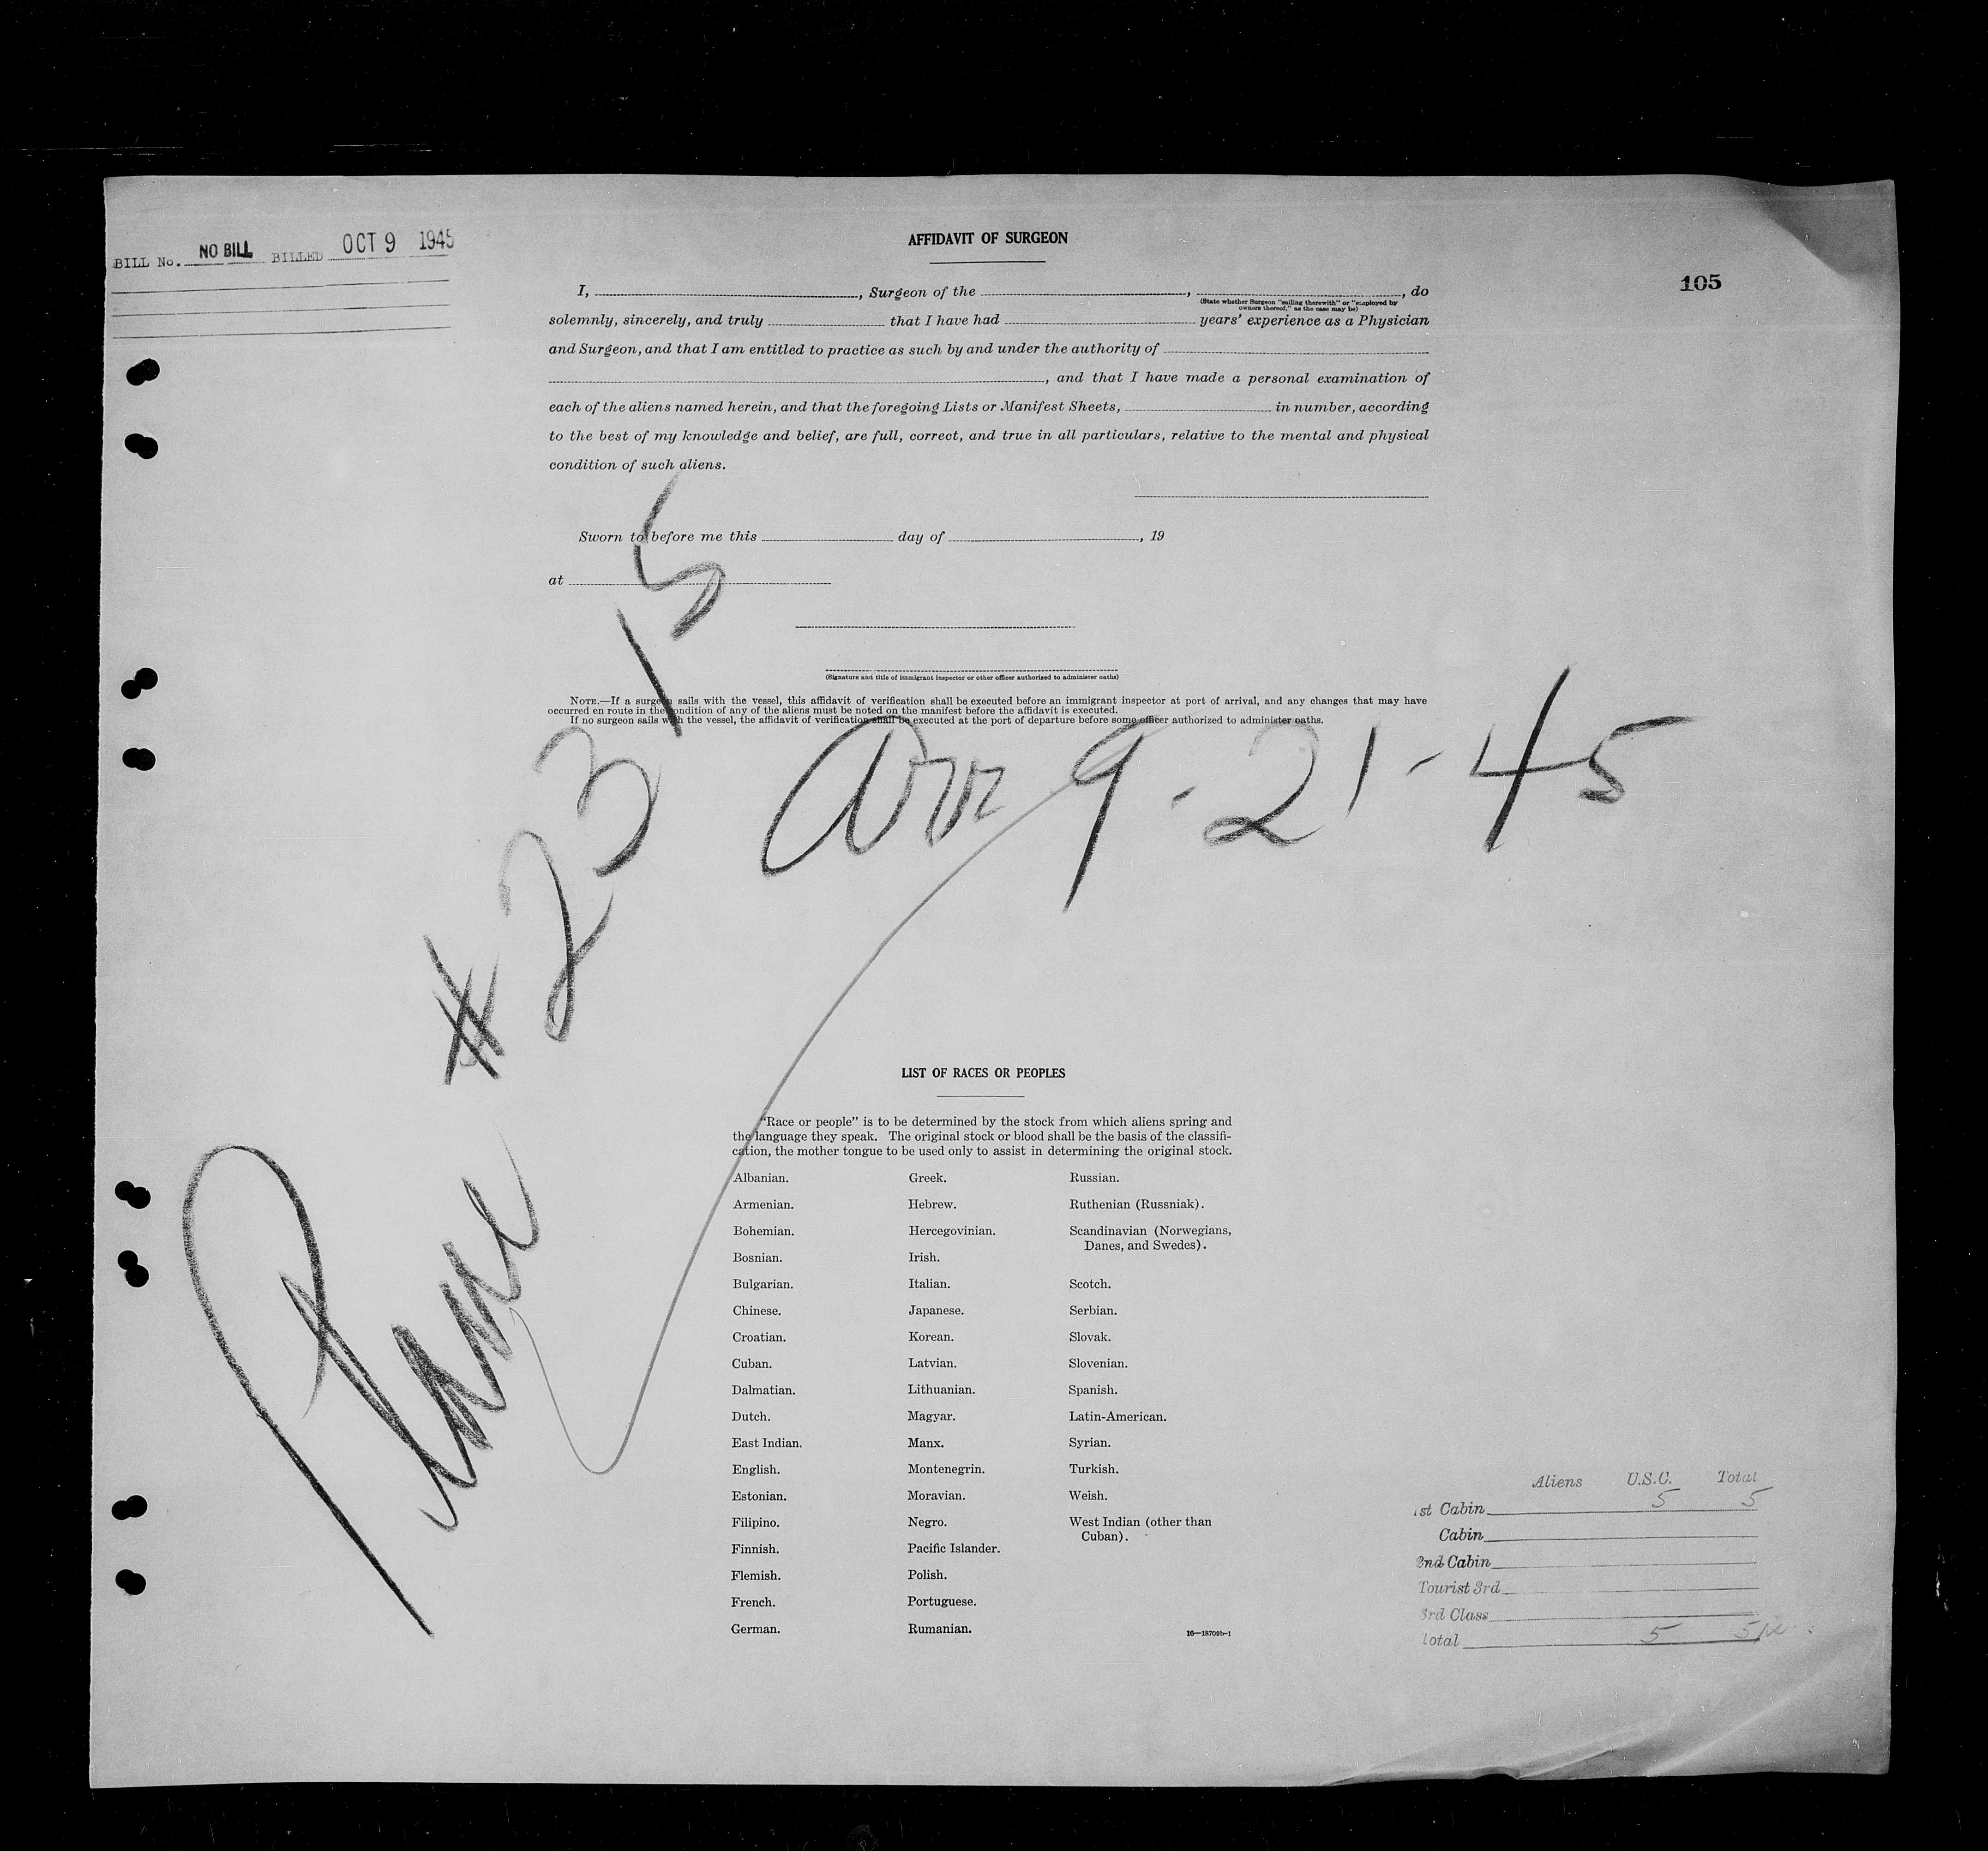 BILL No. NO BILL BILLED OCT 9 1945
AFFIDAVIT OF SURGEON
105
I, , Surgeon of the , , do
(State whether Surgeon "sailing therewith" or "employed by
owners thereof," as the case may be)
solemnly, sincerely, and truly that I have had years' experience as a Physician
and Surgeon, and that I am entitled to practice as such by and under the authority of
, and that I have made a personal examination of
each of the aliens named herein, and that the foregoing Lists or Manifest Sheets, in number, according
to the best of my knowledge and belief, are full, correct, and true in all particulars, relative to the mental and physical
condition of such aliens.
Sworn to before me this day of , 19
at
(Signature and title of immigrant inspector or other officer authorized to administer oaths)
NOTE.—If a surgeon sails with the vessel, this affidavit of verification shall be executed before an immigrant inspector at port of arrival, and any changes that may have
occurred en route in the condition of any of the aliens must be noted on the manifest before the affidavit is executed.
If no surgeon sails with the vessel, the affidavit of verification shall be executed at the port of departure before some officer authorized to administer oaths.
Plane #2315
Arr 9-21-45
LIST OF RACES OR PEOPLES
"Race or people" is to be determined by the stock from which aliens spring and
the language they speak. The original stock or blood shall be the basis of the classifi-
cation, the mother tongue to be used only to assist in determining the original stock.
Albanian.
Armenian.
Bohemian.
Bosnian.
Bulgarian.
Chinese.
Croatian.
Cuban.
Dalmatian.
Dutch.
East Indian.
English.
Estonian.
Filipino.
Finnish.
Flemish.
French.
German.
Greek.
Hebrew.
Hercegovinian.
Irish.
Italian.
Japanese.
Korean.
Latvian.
Lithuanian.
Magyar.
Manx.
Montenegrin.
Moravian.
Negro.
Pacific Islander.
Polish.
Portuguese.
Rumanian.
Russian.
Ruthenian (Russniak).
Scandinavian (Norwegians,
Danes, and Swedes).
Scotch.
Serbian.
Slovak.
Slovenian.
Spanish.
Latin-American.
Syrian.
Turkish.
Welsh.
West Indian (other than
Cuban).
16—18709b-1
Aliens U.S.C. Total
1st Cabin 5 5
Cabin
2nd Cabin
Tourist 3rd
3rd Class
Total 5 5